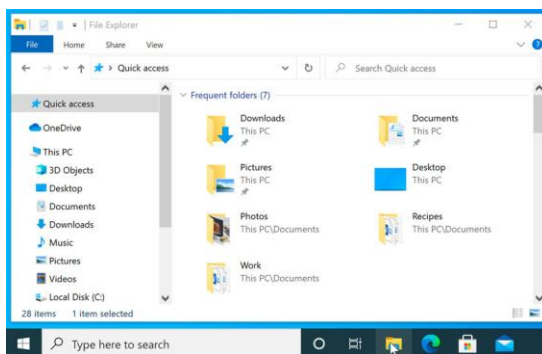 File Explorer
File Home Share View
Quick access
Search Quick access
Quick access
OneDrive
This PC
3D Objects
Desktop
Documents
Downloads
Music
Pictures
Videos
Local Disk (C:)
Frequent folders (7)
Downloads
This PC
Documents
This PC
Pictures
This PC
Desktop
This PC
Photos
This PC\Documents
Recipes
This PC\Documents
Work
This PC\Documents
28 items 1 item selected
Type here to search